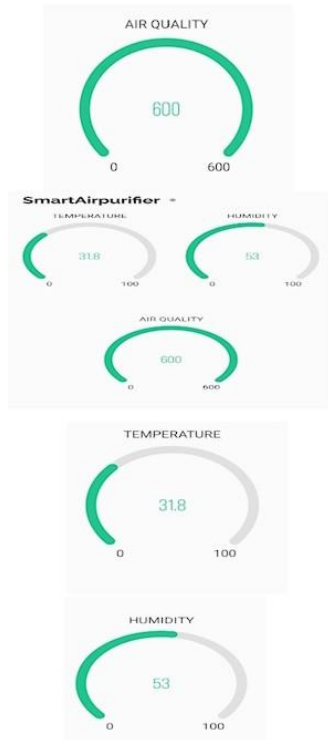 AIR QUALITY
600
0 600
SmartAirpurifier
TEMPERATURE HUMIDITY
31.8 53
0 100 0 100
AIR QUALITY
600
0 600
TEMPERATURE
31.8
0 100
HUMIDITY
53
0 100